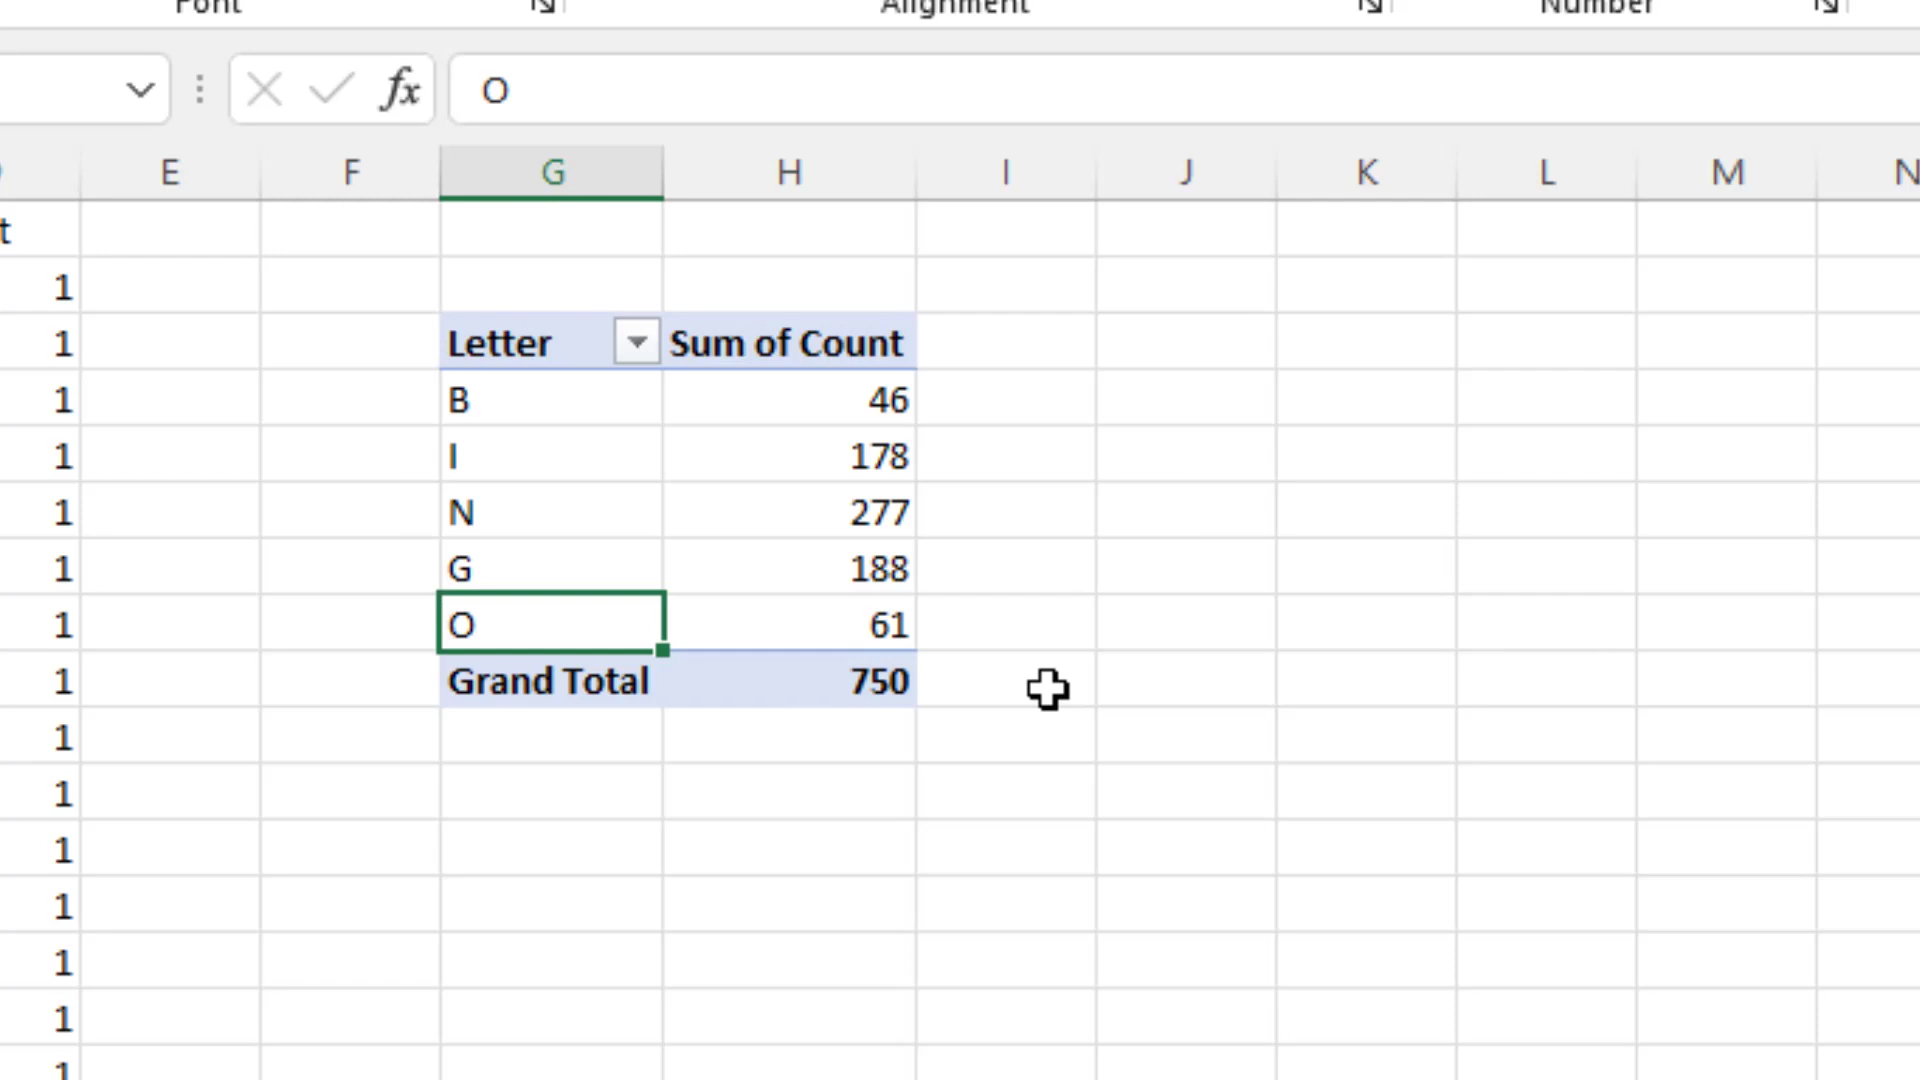 Font Alignment Number
fx O
E F G H I J K L M N
t
1
1 Letter Sum of Count
1 B 46
1 I 178
1 N 277
1 G 188
1 O 61
1 Grand Total 750
1
1
1
1
1
1
1